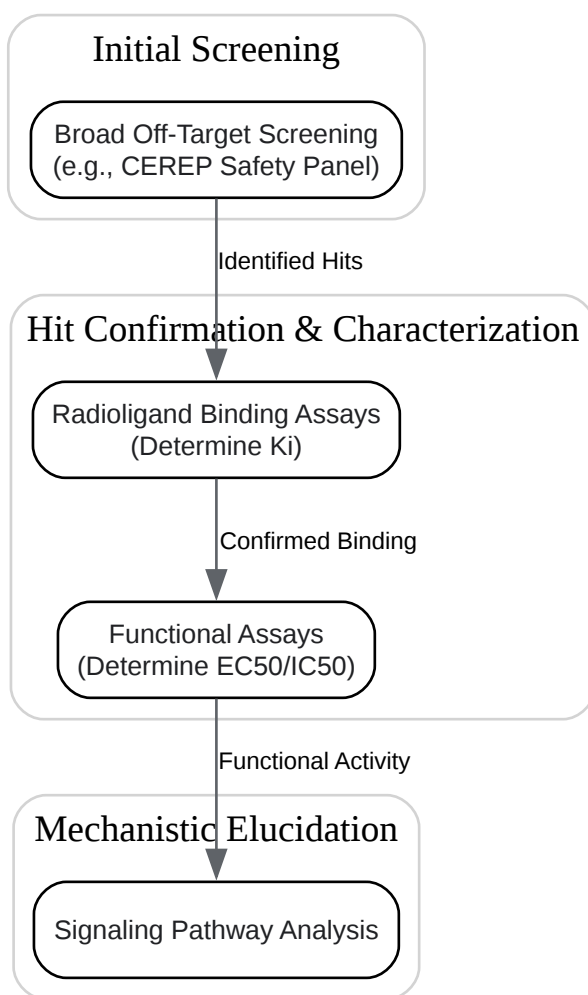 Initial Screening
Broad Off-Target Screening
(e.g., CEREP Safety Panel)
Identified Hits
Hit Confirmation & Characterization
Radioligand Binding Assays
(Determine Ki)
Confirmed Binding
Functional Assays
(Determine EC50/IC50)
Functional Activity
Mechanistic Elucidation
Signaling Pathway Analysis